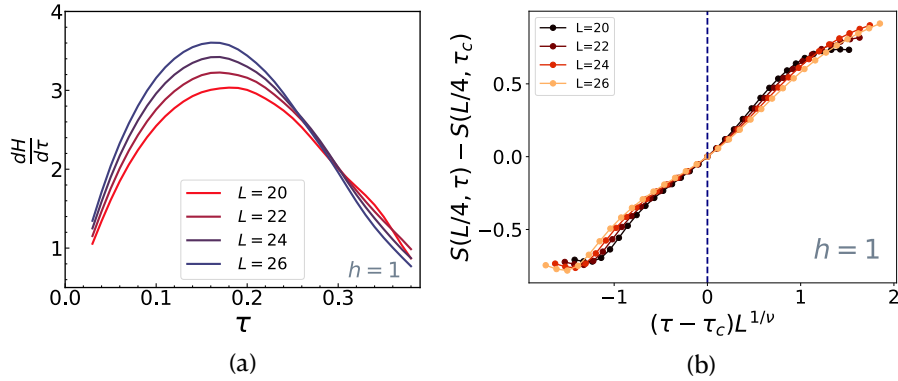 (a)
4
3
2
1
dH/dτ
L = 20
L = 22
L = 24
L = 26
h = 1
0.0
0.1
0.2
0.3
τ
(a)
S(L/4, τ) − S(L/4, τ_c)
0.5
0.0
−0.5
L=20
L=22
L=24
L=26
h = 1
−1
0
1
2
(τ − τ_c)L^{1/ν}
(b)